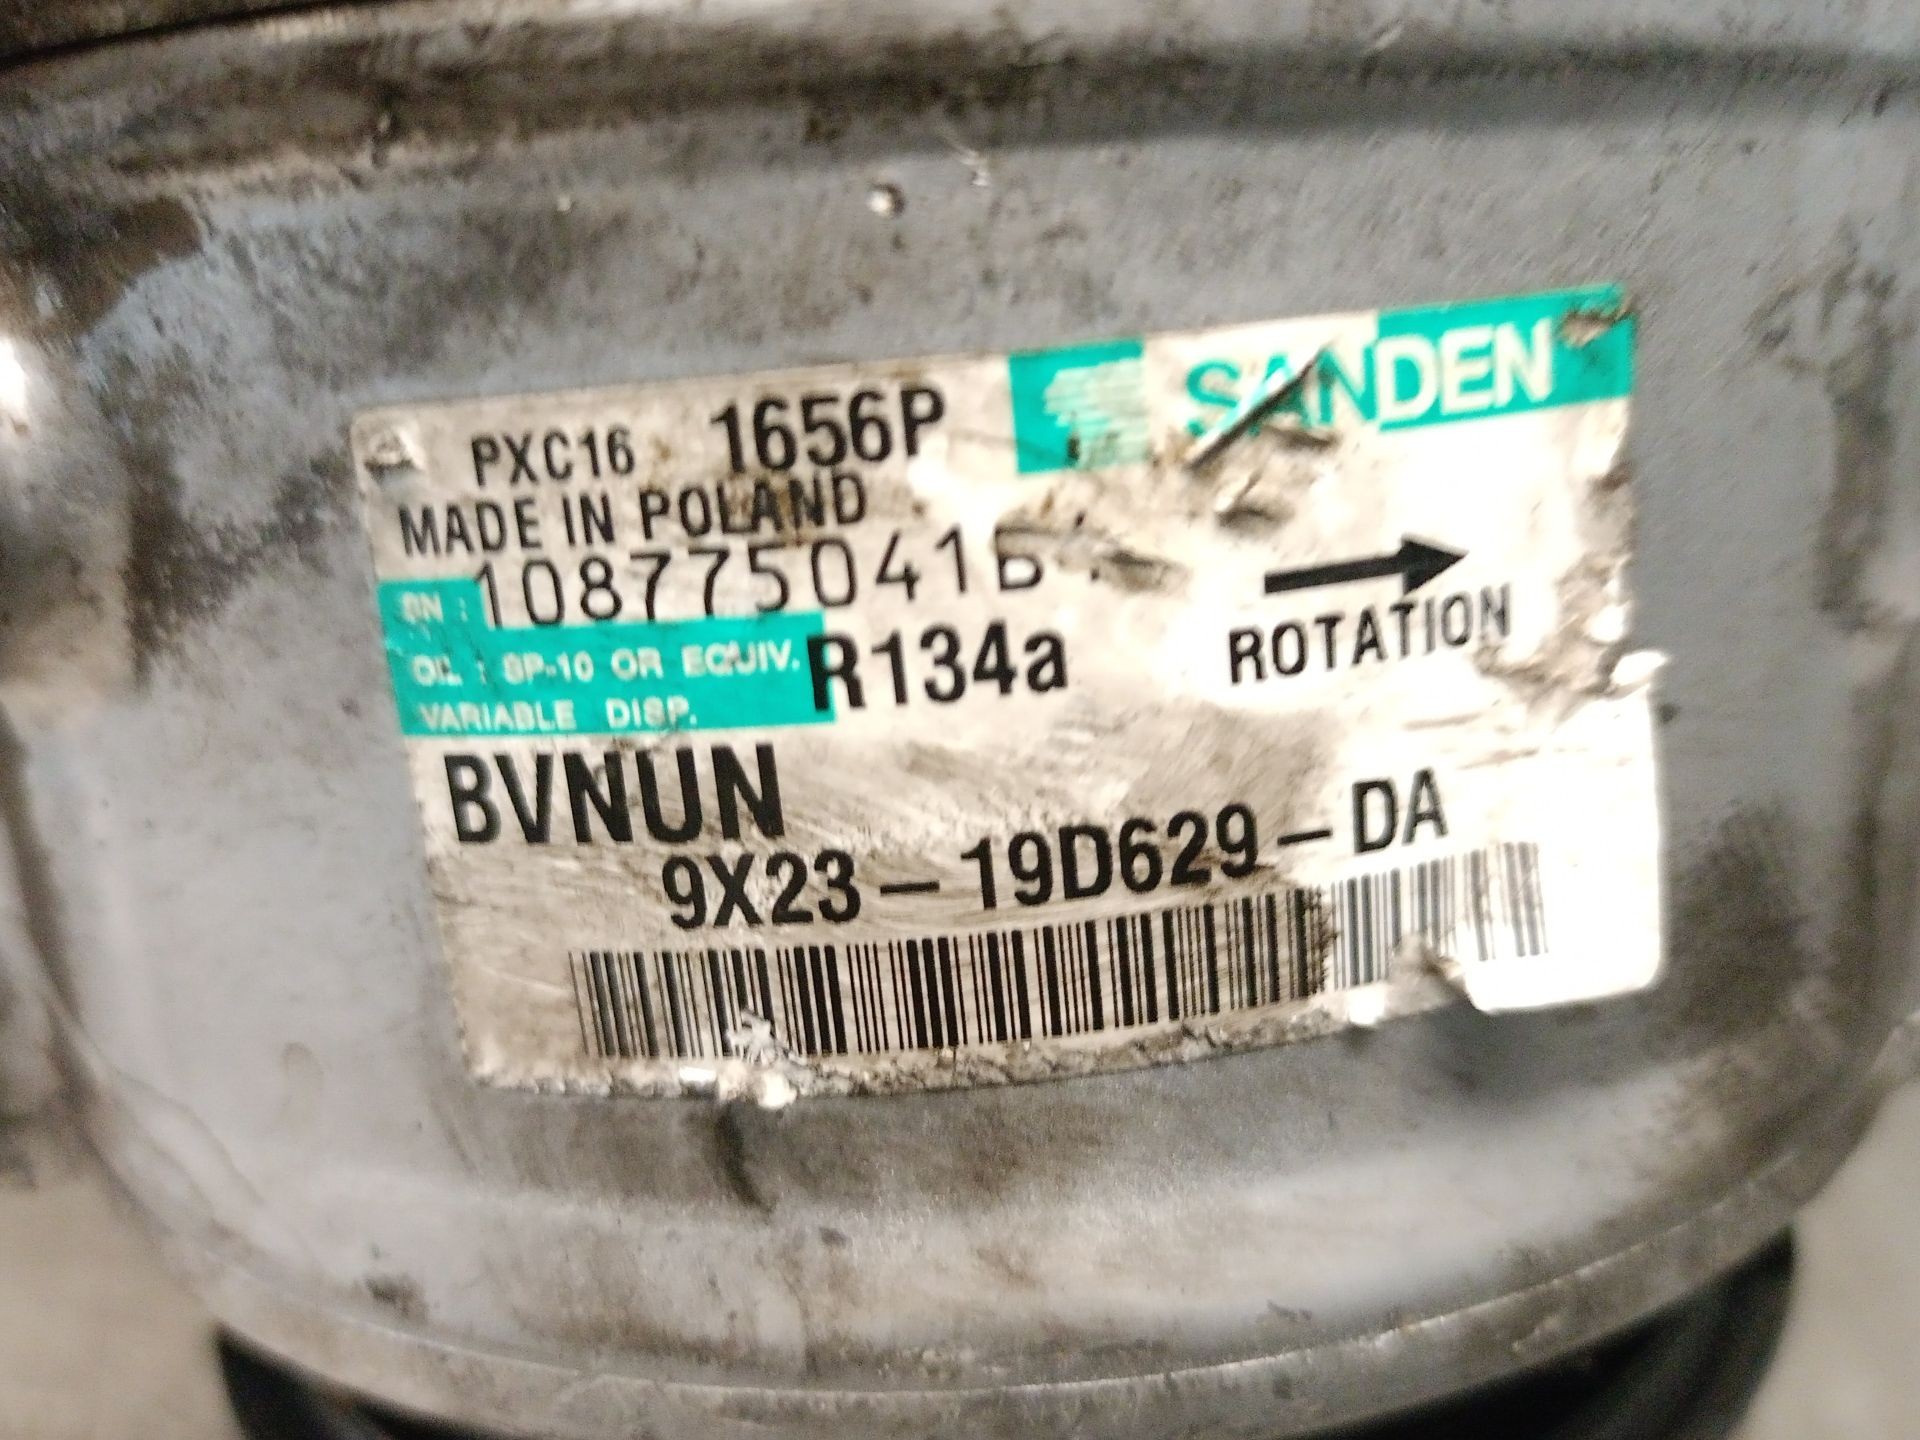 PXC16 1656P SANDEN
MADE IN POLAND
SN : 108775041
OIL : SP-10 OR EQUIV. R134a
VARIABLE DISP.
ROTATION
BVNUN
9X23-19D629-DA